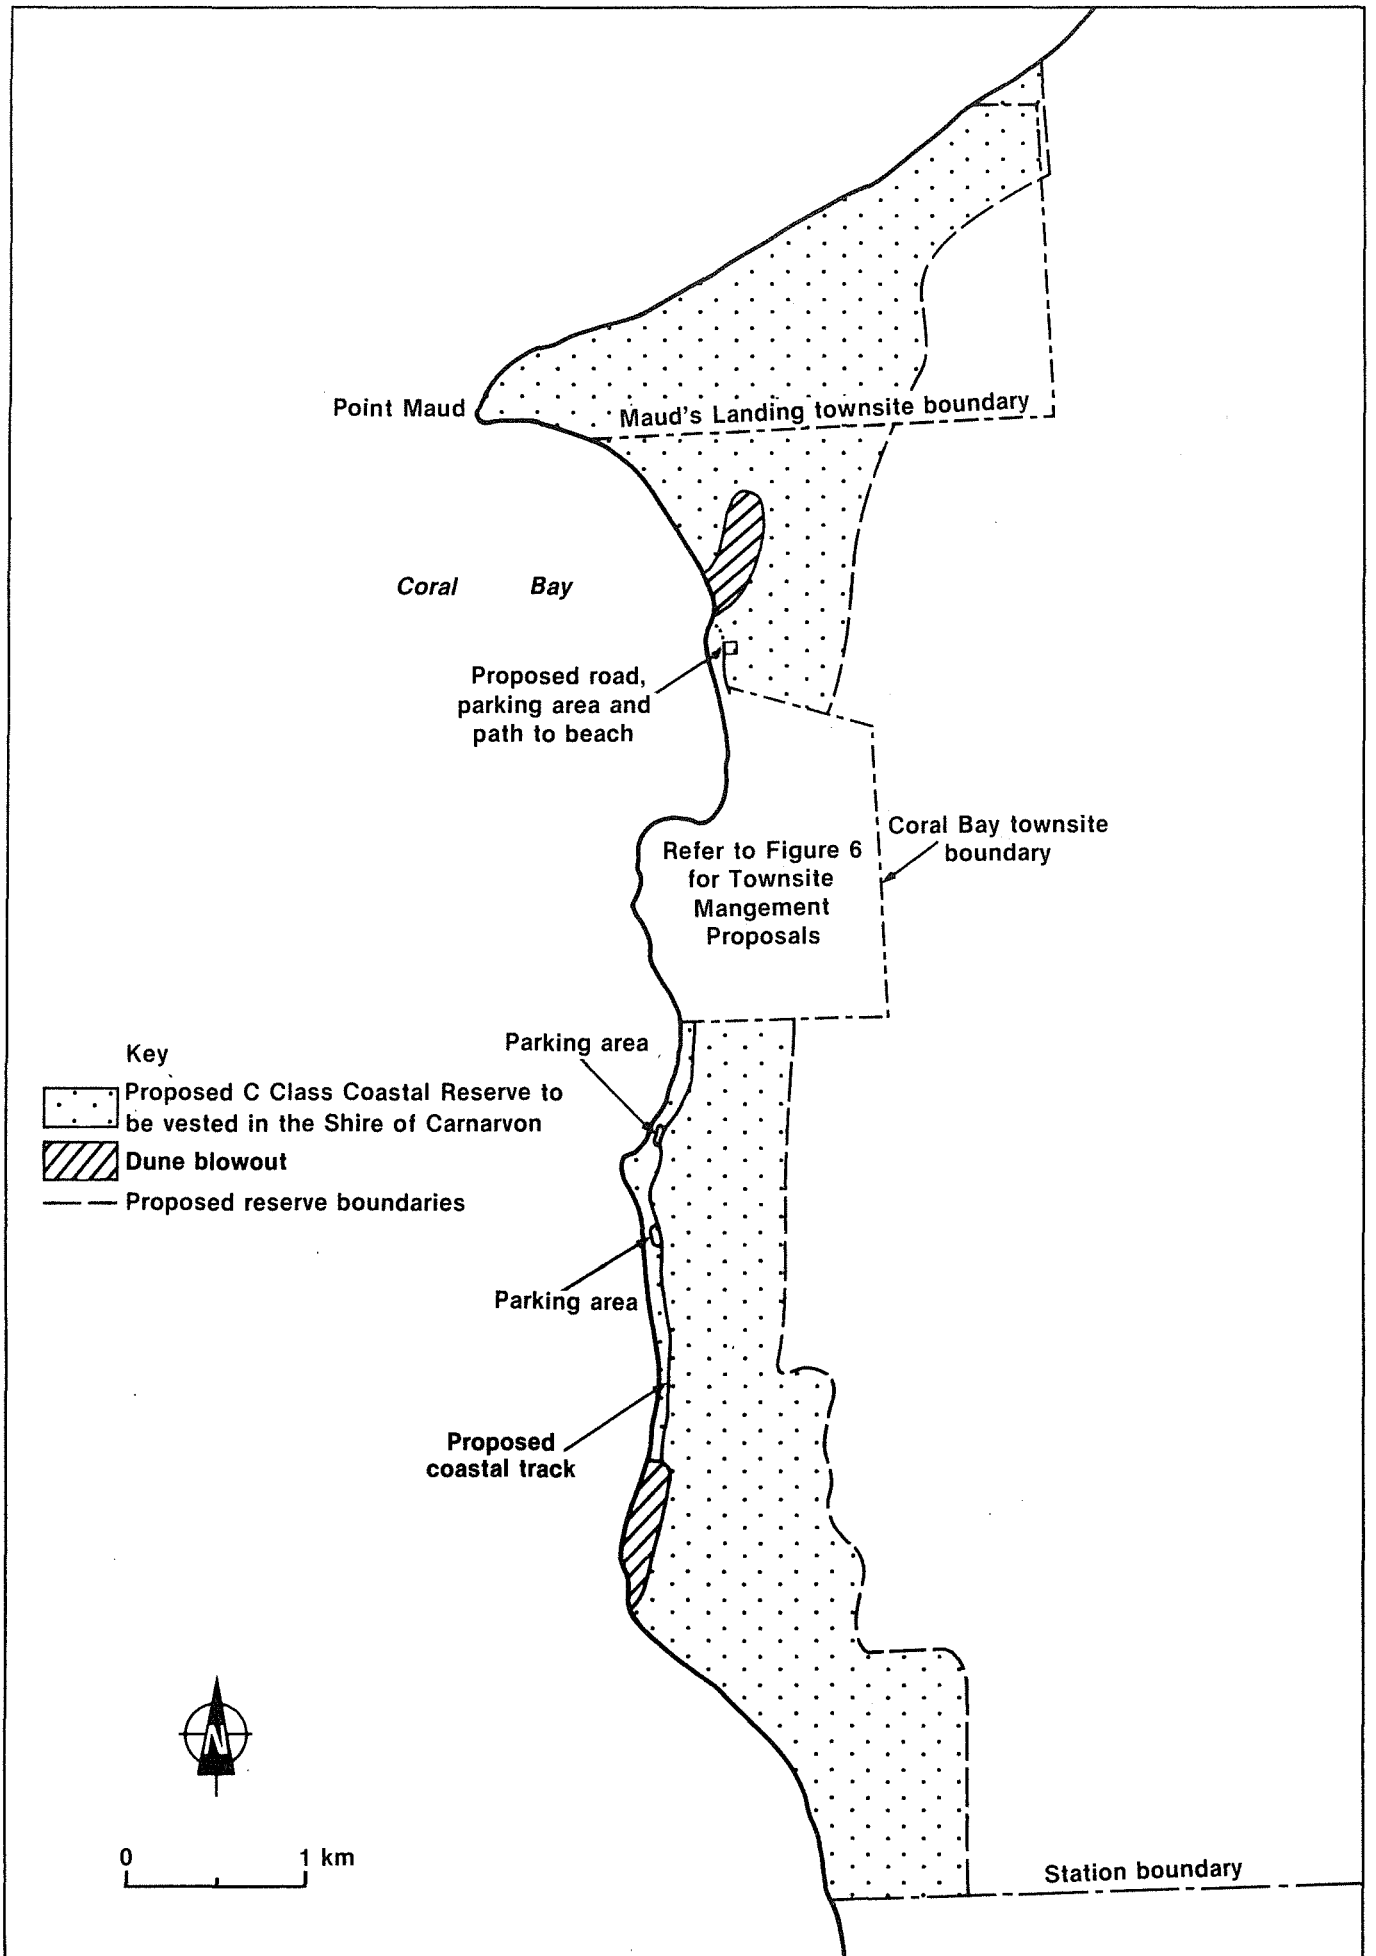 Point Maud
Maud's Landing townsite boundary
Coral Bay
Proposed road,
parking area and
path to beach
Coral Bay townsite
boundary
Refer to Figure 6
for Townsite
Mangement
Proposals
Parking area
Key
Proposed C Class Coastal Reserve to
be vested in the Shire of Carnarvon
Dune blowout
Proposed reserve boundaries
Parking area
Proposed
coastal track
N
0 1 km
Station boundary